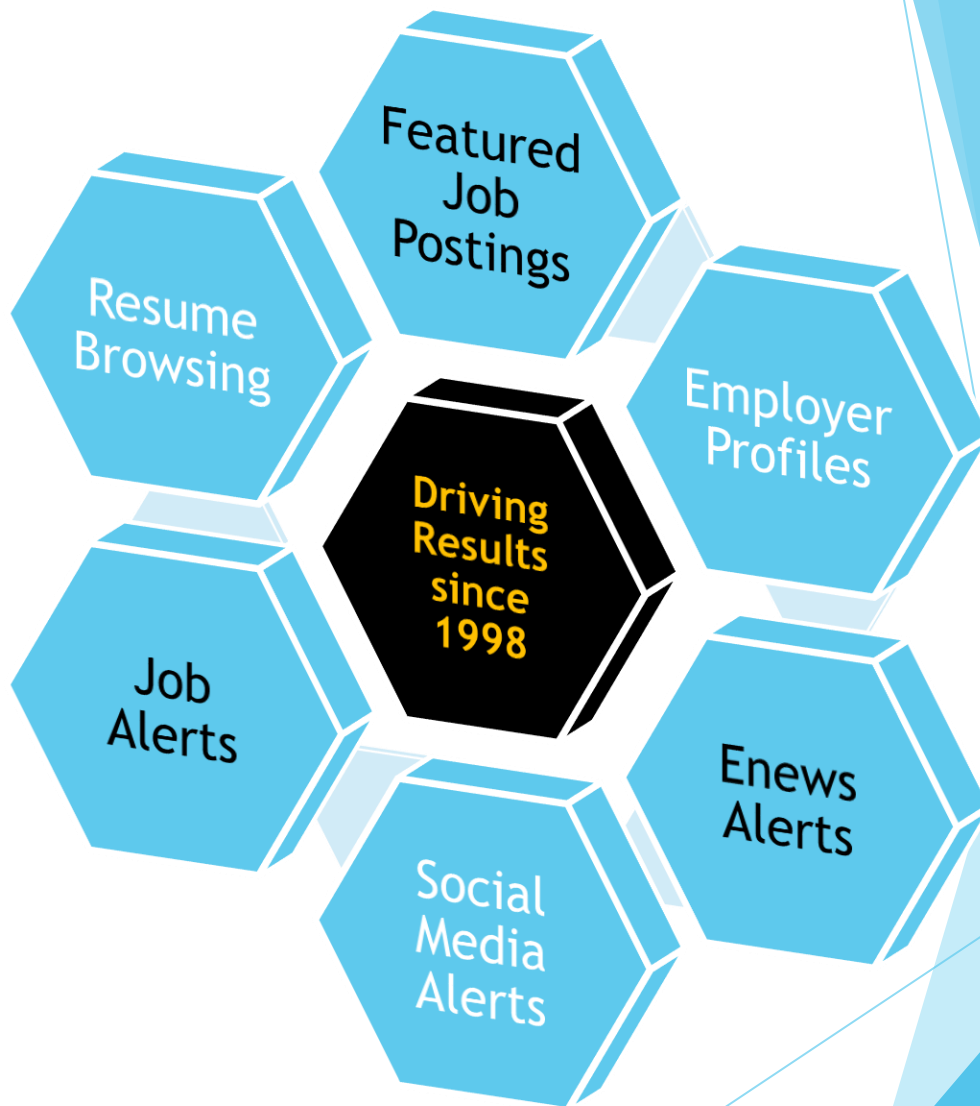 Featured
Job
Postings
Resume
Browsing
Employer
Profiles
Driving
Results
since
1998
Job
Alerts
Enews
Alerts
Social
Media
Alerts